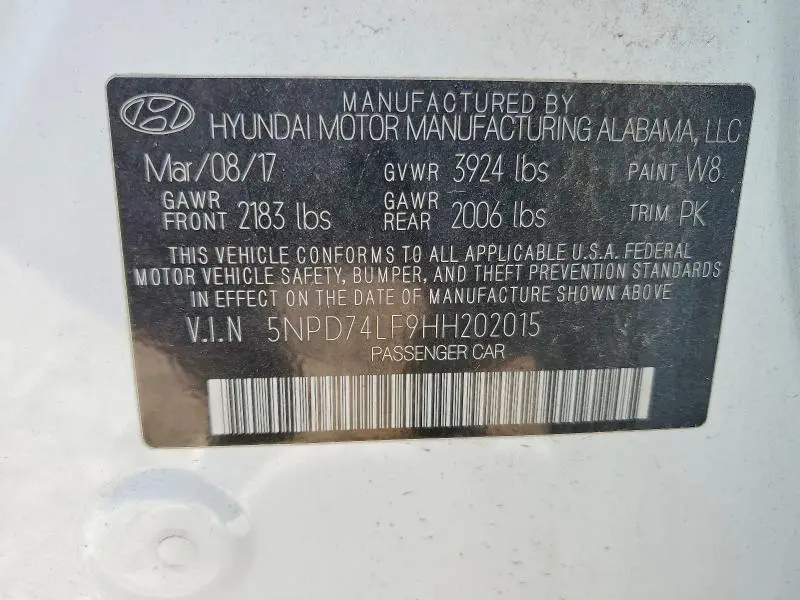 MANUFACTURED BY
HYUNDAI MOTOR MANUFACTURING ALABAMA, LLC
Mar/08/17 GVWR 3924 lbs PAINT W8
GAWR FRONT 2183 lbs GAWR REAR 2006 lbs TRIM PK
THIS VEHICLE CONFORMS TO ALL APPLICABLE U.S.A. FEDERAL
MOTOR VEHICLE SAFETY, BUMPER, AND THEFT PREVENTION STANDARDS
IN EFFECT ON THE DATE OF MANUFACTURE SHOWN ABOVE.
V.I.N 5NPD74LF9HH202015
PASSENGER CAR